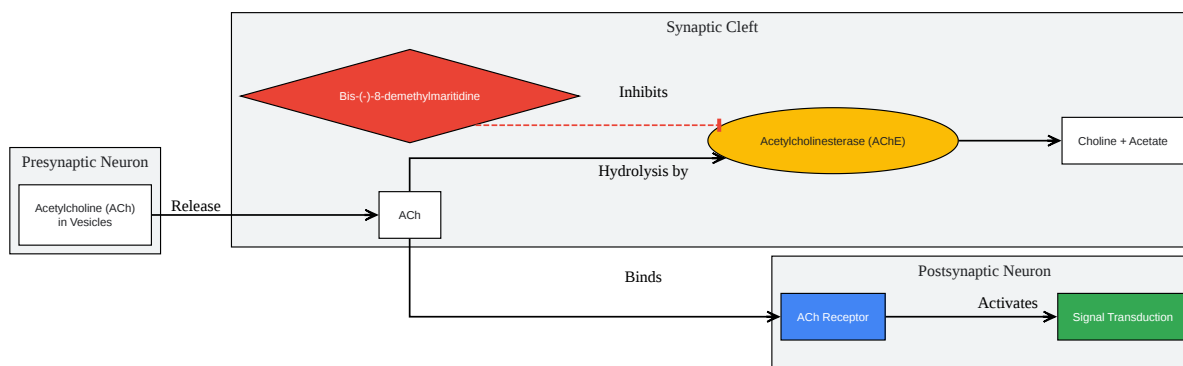 Synaptic Cleft
Bis-(-)-8-demethylmaritidine
Inhibits
Acetylcholinesterase (AChE)
Choline + Acetate
Presynaptic Neuron
Hydrolysis by
Acetylcholine (ACh)
in Vesicles
Release
ACh
Binds
Postsynaptic Neuron
ACh Receptor
Activates
Signal Transduction